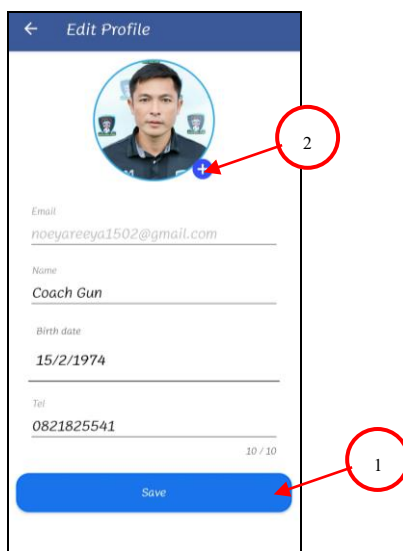 Edit Profile
2
Email
noeyareeya1502@gmail.com
Name
Coach Gun
Birth date
15/2/1974
Tel
0821825541
10 / 10
1
Save